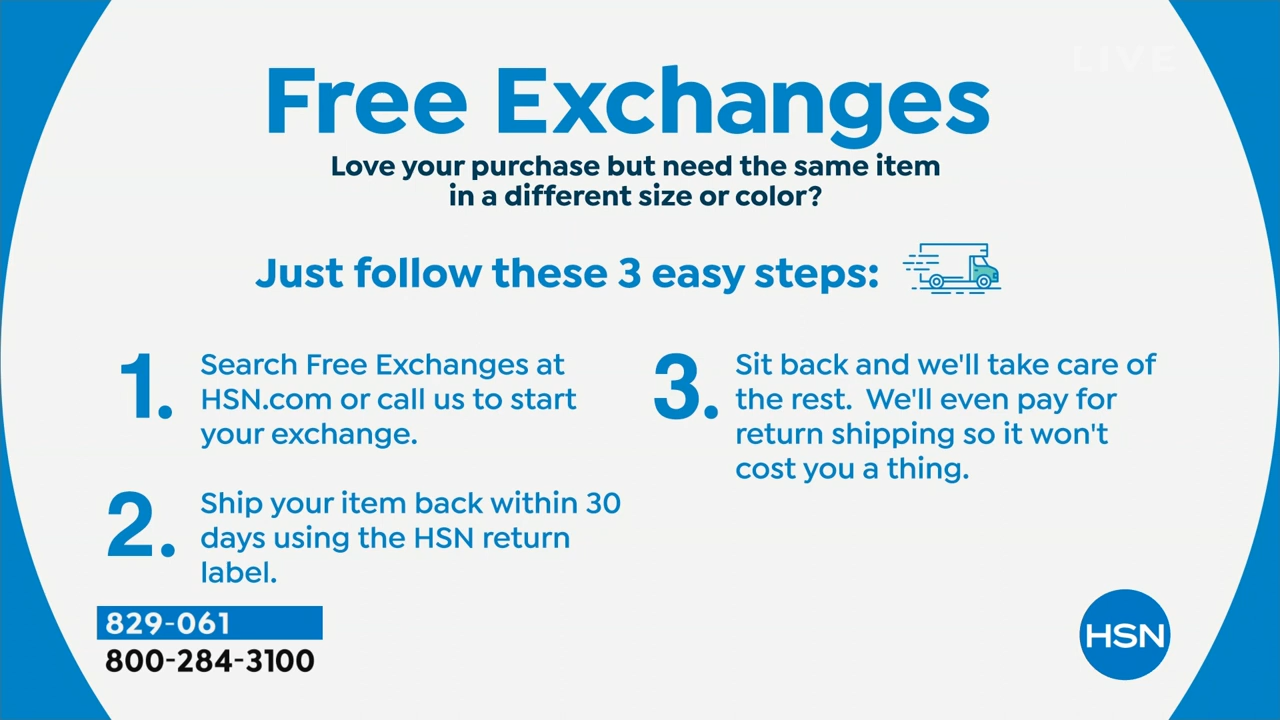 LIVE
Free Exchanges
Love your purchase but need the same item
in a different size or color?
Just follow these 3 easy steps:
1. Search Free Exchanges at
HSN.com or call us to start
your exchange.
2. Ship your item back within 30
days using the HSN return
label.
3. Sit back and we'll take care of
the rest. We'll even pay for
return shipping so it won't
cost you a thing.
829-061
800-284-3100
HSN